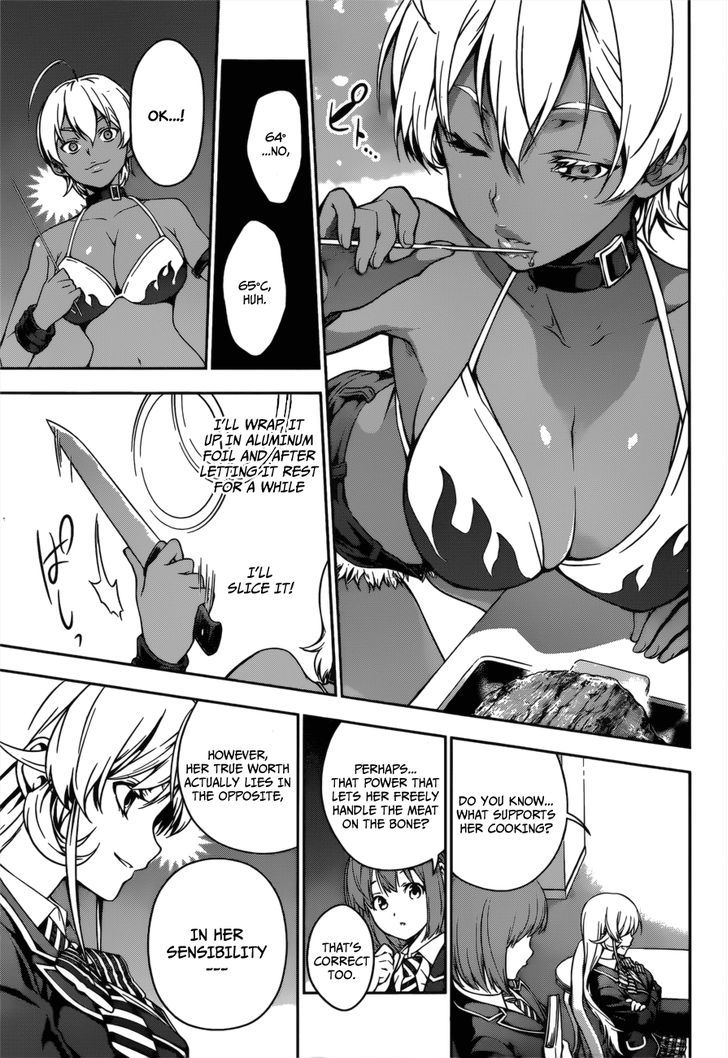 ピト…
64°
...NO,
65°C,
HUH.
OK...!
I'LL WRAP IT
UP IN ALUMINUM
FOIL AND AFTER
LETTING IT REST
FOR A WHILE
I'LL
SLICE IT!
ぱしっ
DO YOU KNOW...
WHAT SUPPORTS
HER COOKING?
PERHAPS...
THAT POWER THAT
LETS HER FREELY
HANDLE THE MEAT
ON THE BONE?
THAT'S
CORRECT
TOO.
HOWEVER,
HER TRUE WORTH
ACTUALLY LIES IN
THE OPPOSITE,
IN HER
SENSIBILITY
---